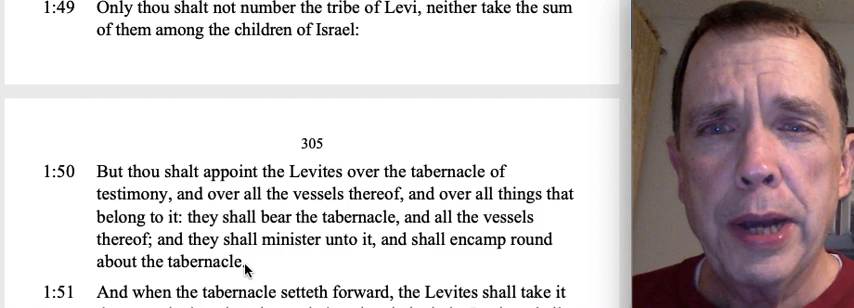 1:49 Only thou shalt not number the tribe of Levi, neither take the sum
of them among the children of Israel:
305
1:50 But thou shalt appoint the Levites over the tabernacle of
testimony, and over all the vessels thereof, and over all things that
belong to it: they shall bear the tabernacle, and all the vessels
thereof; and they shall minister unto it, and shall encamp round
about the tabernacle.
1:51 And when the tabernacle setteth forward, the Levites shall take it